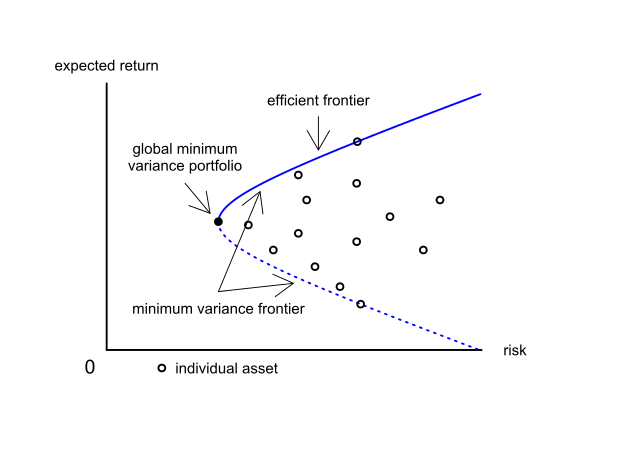 expected return
efficient frontier
global minimum
variance portfolio
minimum variance frontier
risk
0
individual asset